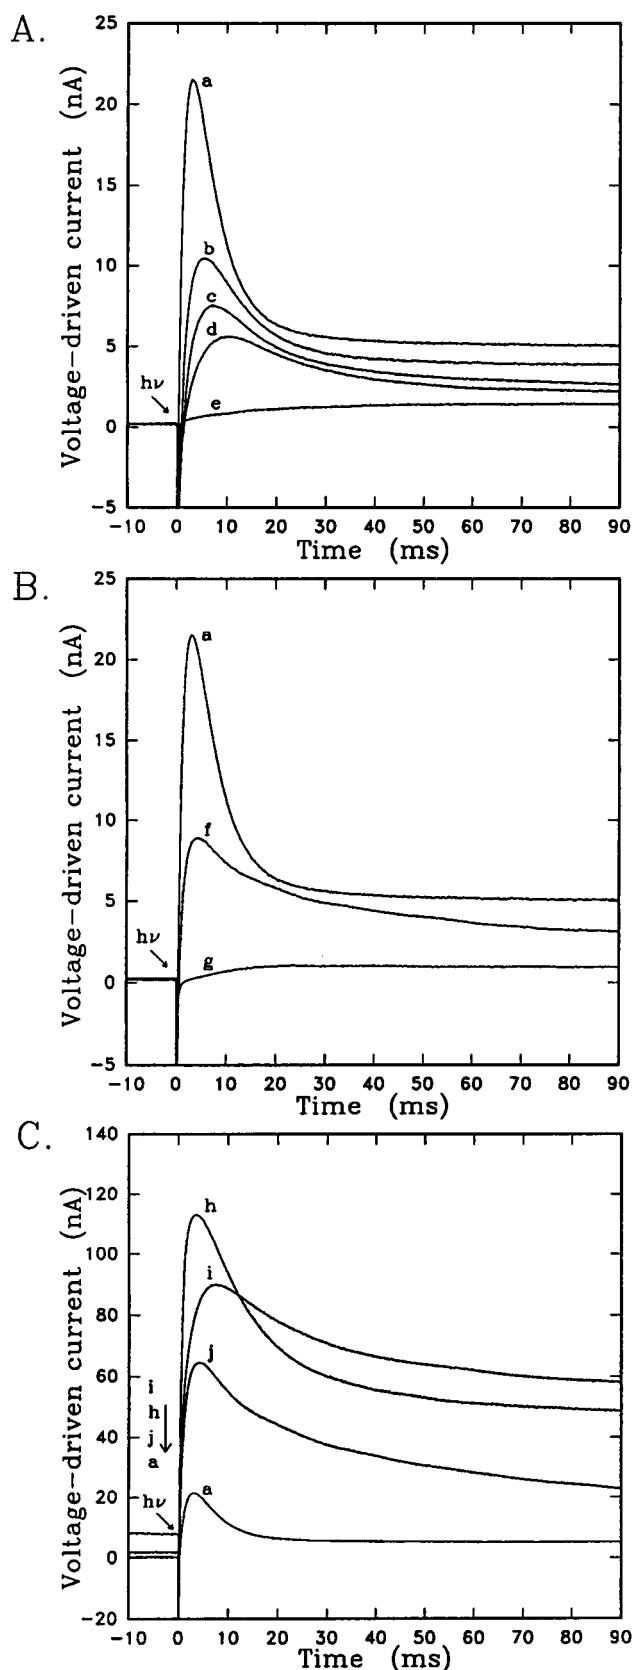 A.
Voltage-driven current (nA)
25
20
15
10
5
0
-5
a
b
c
d
e
hν
-10 0 10 20 30 40 50 60 70 80 90
Time (ms)
B.
Voltage-driven current (nA)
25
20
15
10
5
0
-5
a
f
g
hν
-10 0 10 20 30 40 50 60 70 80 90
Time (ms)
C.
Voltage-driven current (nA)
140
120
100
80
60
40
20
0
-20
h
i
j
a
i
h
j
a
hν
-10 0 10 20 30 40 50 60 70 80 90
Time (ms)